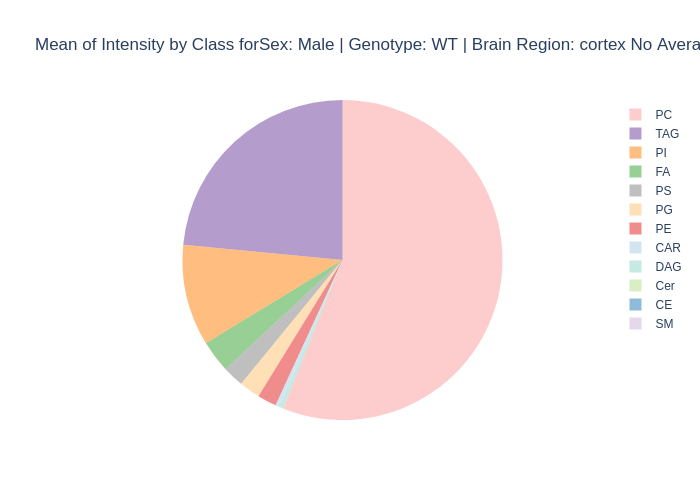 Mean of Intensity by Class forSex: Male | Genotype: WT | Brain Region: cortex No Avera
PC
TAG
PI
FA
PS
PG
PE
CAR
DAG
Cer
CE
SM